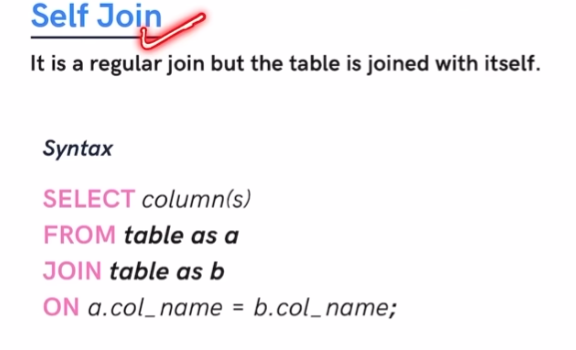 Self Join
It is a regular join but the table is joined with itself.
Syntax
SELECT column(s)
FROM table as a
JOIN table as b
ON a.col_name = b.col_name;